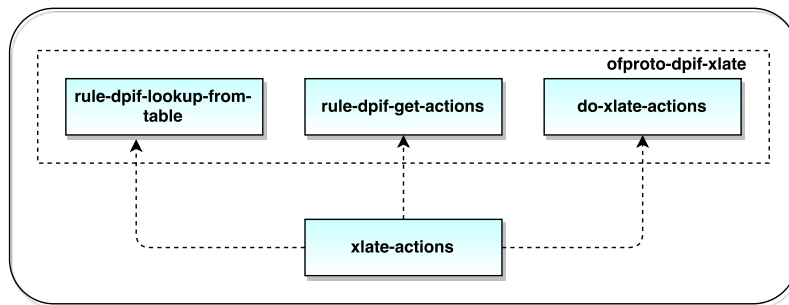 ofproto-dpif-xlate
rule-dpif-lookup-from-
table
rule-dpif-get-actions
do-xlate-actions
xlate-actions